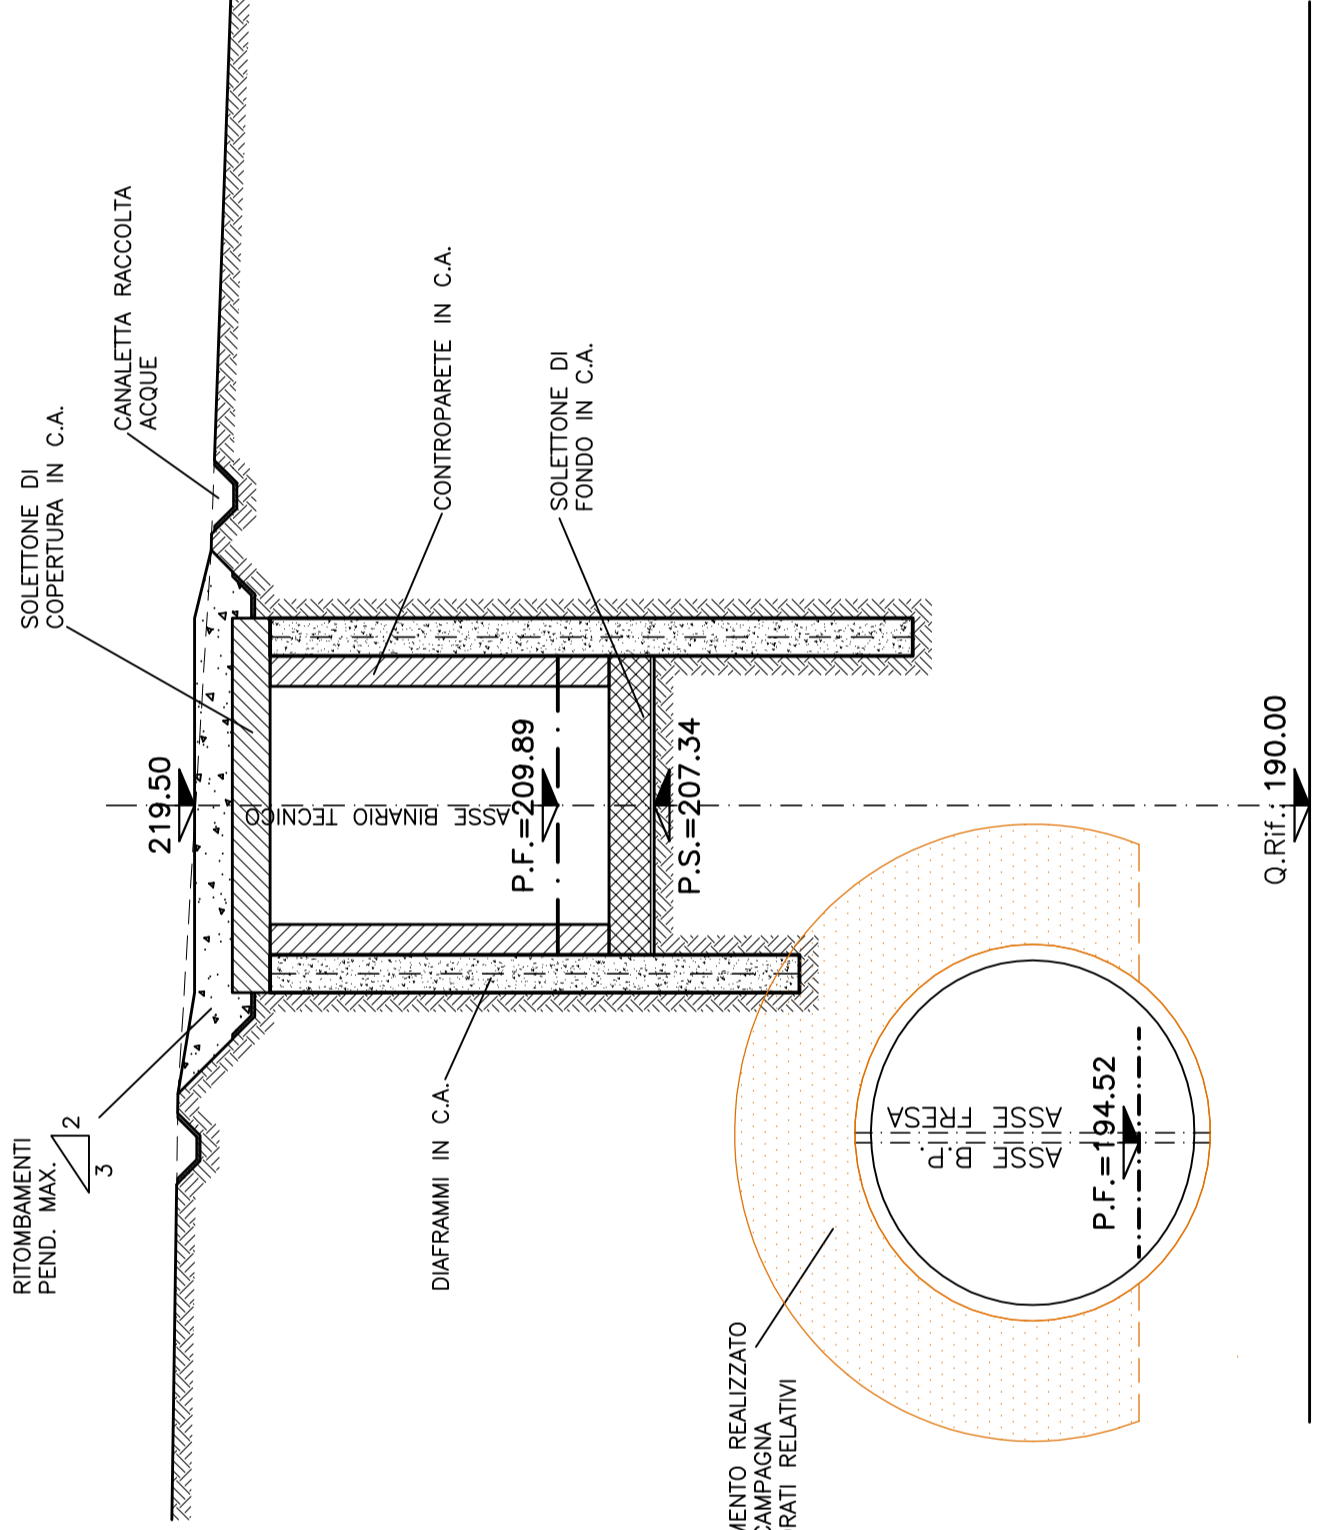 SOLETTONE DI
COPERTURA IN C.A.
CANALETTA RACCOLTA
ACQUE
CONTROPARETE IN C.A.
SOLETTONE DI
FONDO IN C.A.
219.50
ASSE BINARIO TECNICO
P.F.=209.89
P.S.=207.34
Q.Rif.: 190.00
RITOMBAMENTI
PEND. MAX.
2
3
DIAFRAMMI IN C.A.
ASSE FRESA
ASSE B.P.
P.F.=194.52
MENTO REALIZZATO
CAMPAGNA
RATI RELATIVI